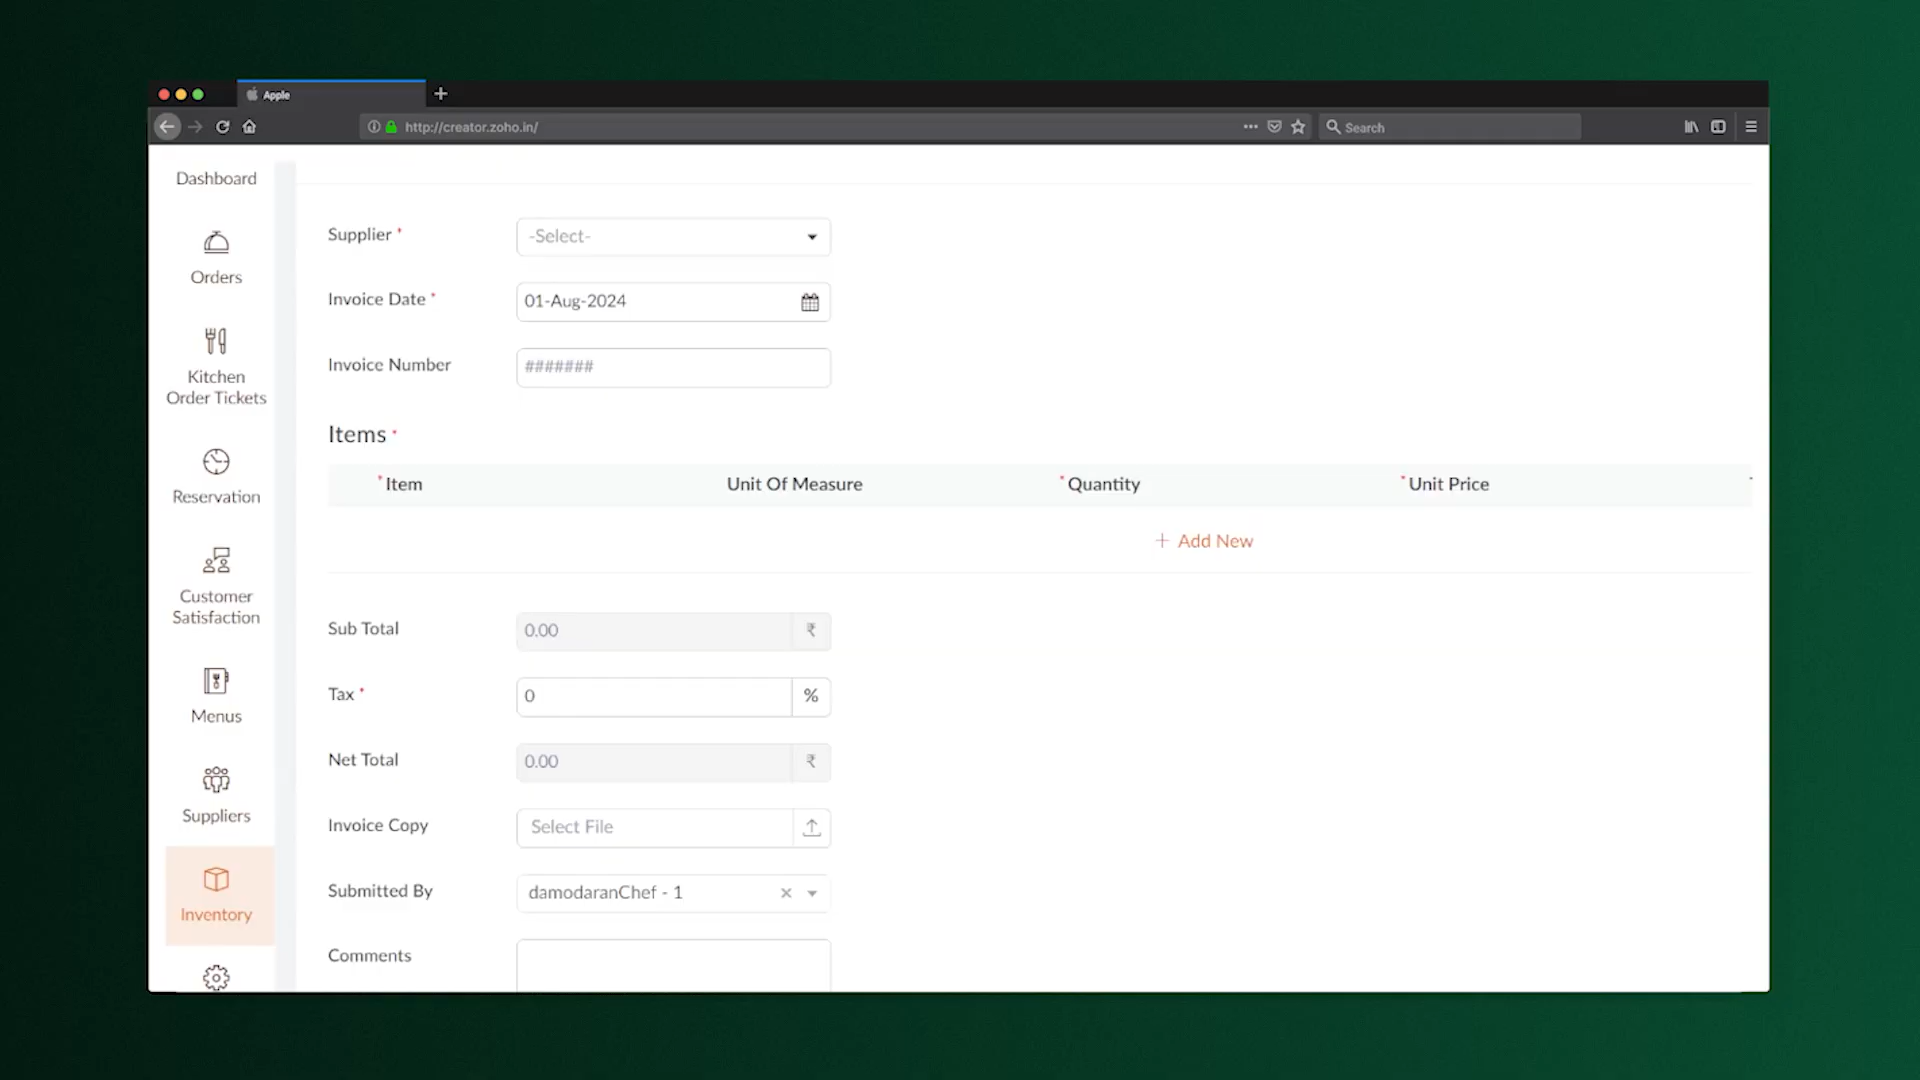 Apple
http://creator.zoho.in/
Search
Dashboard
Orders
Kitchen
Order Tickets
Reservation
Customer
Satisfaction
Menus
Suppliers
Inventory
Supplier *
-Select-
Invoice Date *
01-Aug-2024
Invoice Number
#######
Items *
* Item
Unit Of Measure
* Quantity
* Unit Price
+ Add New
Sub Total
0.00 ₹
Tax *
0 %
Net Total
0.00 ₹
Invoice Copy
Select File
Submitted By
damodaranChef - 1
Comments